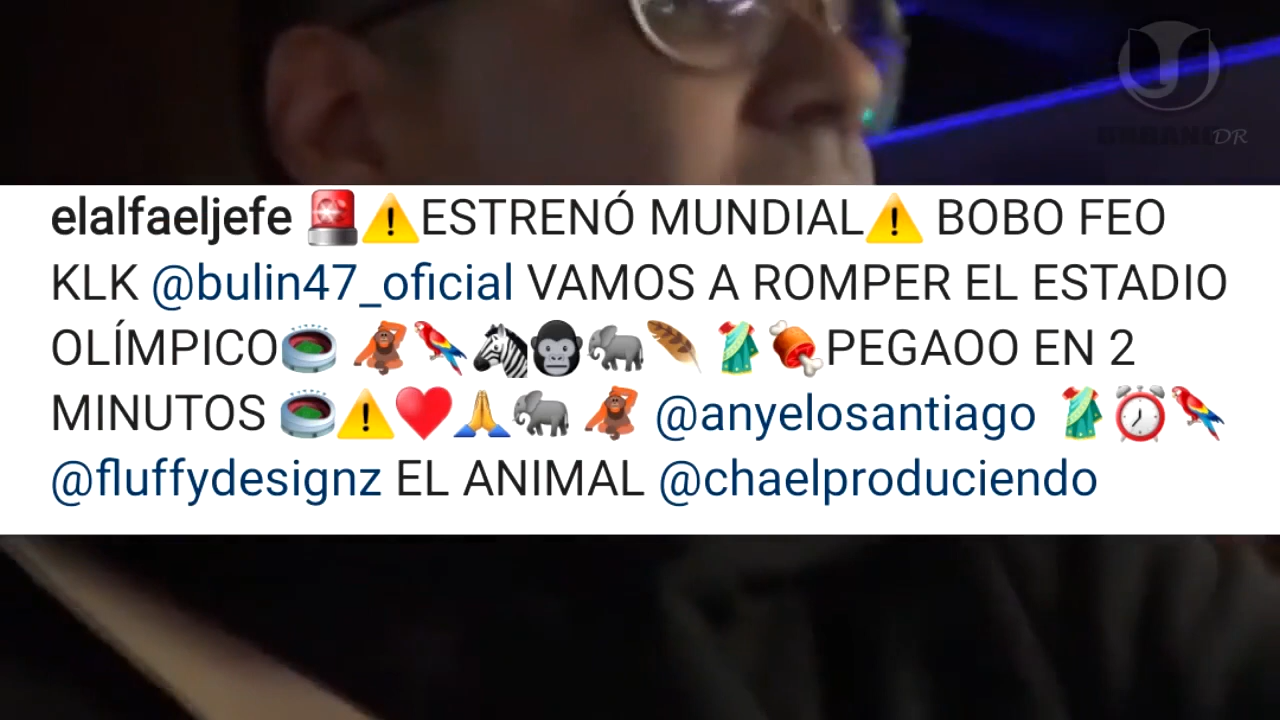 elalfaeljefe 🚨⚠️ESTRENÓ MUNDIAL⚠️ BOBO FEO
KLK @bulin47_oficial VAMOS A ROMPER EL ESTADIO
OLÍMPICO🏟️ 🦧🦜 🦓🦍🐘🪶 🥻🍖PEGAOO EN 2
MINUTOS 🏟️⚠️❤️🙏🐘 🦧 @anyelosantiago 🥻⏰🦜
@fluffydesignz EL ANIMAL @chaelproduciendo
DR